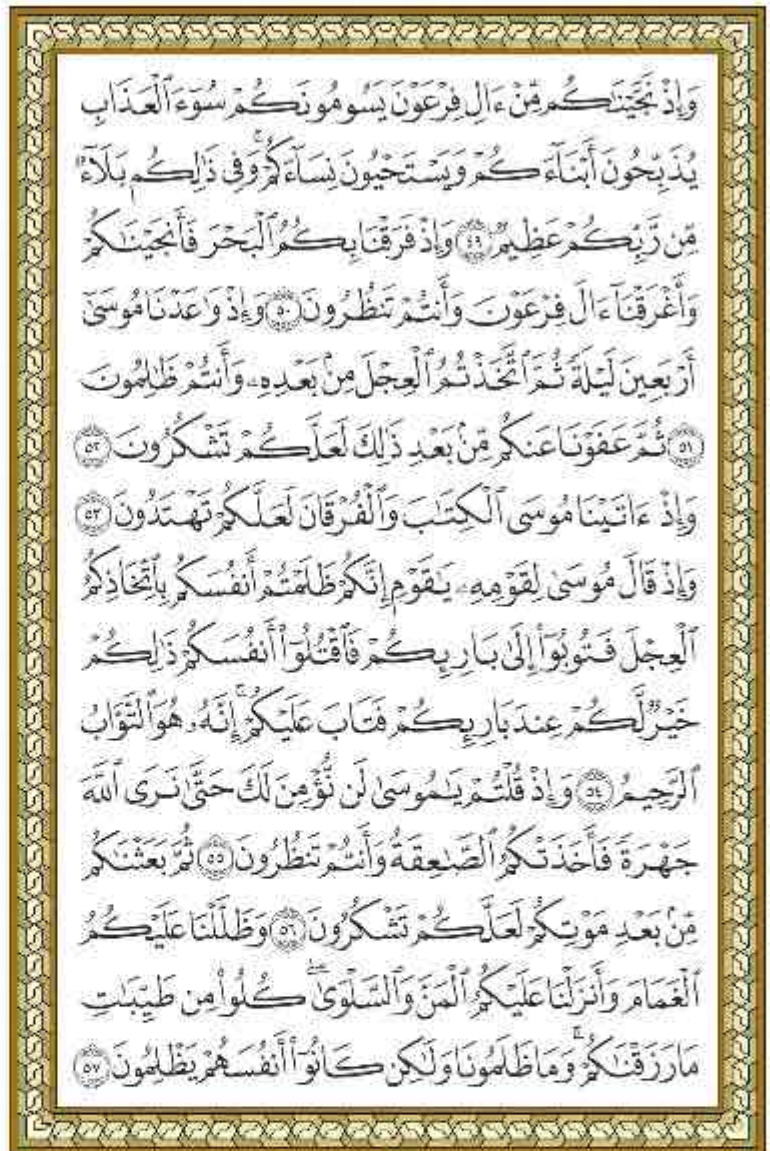 وَإِذْ نَجَّيْنَٰكُم مِّنْ ءَالِ فِرْعَوْنَ يَسُومُونَكُمْ سُوٓءَ ٱلْعَذَابِ
يُذَبِّحُونَ أَبْنَآءَكُمْ وَيَسْتَحْيُونَ نِسَآءَكُمْ ۚ وَفِى ذَٰلِكُم بَلَآءٌ
مِّن رَّبِّكُمْ عَظِيمٌ ٤٩ وَإِذْ فَرَقْنَا بِكُمُ ٱلْبَحْرَ فَأَنجَيْنَٰكُمْ
وَأَغْرَقْنَآ ءَالَ فِرْعَوْنَ وَأَنتُمْ تَنظُرُونَ ٥٠ وَإِذْ وَٰعَدْنَا مُوسَىٰٓ
أَرْبَعِينَ لَيْلَةً ثُمَّ ٱتَّخَذْتُمُ ٱلْعِجْلَ مِنۢ بَعْدِهِۦ وَأَنتُمْ ظَٰلِمُونَ
٥١ ثُمَّ عَفَوْنَا عَنكُم مِّنۢ بَعْدِ ذَٰلِكَ لَعَلَّكُمْ تَشْكُرُونَ ٥٢
وَإِذْ ءَاتَيْنَا مُوسَى ٱلْكِتَٰبَ وَٱلْفُرْقَانَ لَعَلَّكُمْ تَهْتَدُونَ ٥٣
وَإِذْ قَالَ مُوسَىٰ لِقَوْمِهِۦ يَٰقَوْمِ إِنَّكُمْ ظَلَمْتُمْ أَنفُسَكُم بِٱتِّخَاذِكُمُ
ٱلْعِجْلَ فَتُوبُوٓا۟ إِلَىٰ بَارِئِكُمْ فَٱقْتُلُوٓا۟ أَنفُسَكُمْ ذَٰلِكُمْ
خَيْرٌ لَّكُمْ عِندَ بَارِئِكُمْ فَتَابَ عَلَيْكُمْ ۚ إِنَّهُۥ هُوَ ٱلتَّوَّابُ
ٱلرَّحِيمُ ٥٤ وَإِذْ قُلْتُمْ يَٰمُوسَىٰ لَن نُّؤْمِنَ لَكَ حَتَّىٰ نَرَى ٱللَّهَ
جَهْرَةً فَأَخَذَتْكُمُ ٱلصَّٰعِقَةُ وَأَنتُمْ تَنظُرُونَ ٥٥ ثُمَّ بَعَثْنَٰكُم
مِّنۢ بَعْدِ مَوْتِكُمْ لَعَلَّكُمْ تَشْكُرُونَ ٥٦ وَظَلَّلْنَا عَلَيْكُمُ
ٱلْغَمَامَ وَأَنزَلْنَا عَلَيْكُمُ ٱلْمَنَّ وَٱلسَّلْوَىٰ ۖ كُلُوا۟ مِن طَيِّبَٰتِ
مَا رَزَقْنَٰكُمْ ۖ وَمَا ظَلَمُونَا وَلَٰكِن كَانُوٓا۟ أَنفُسَهُمْ يَظْلِمُونَ ٥٧